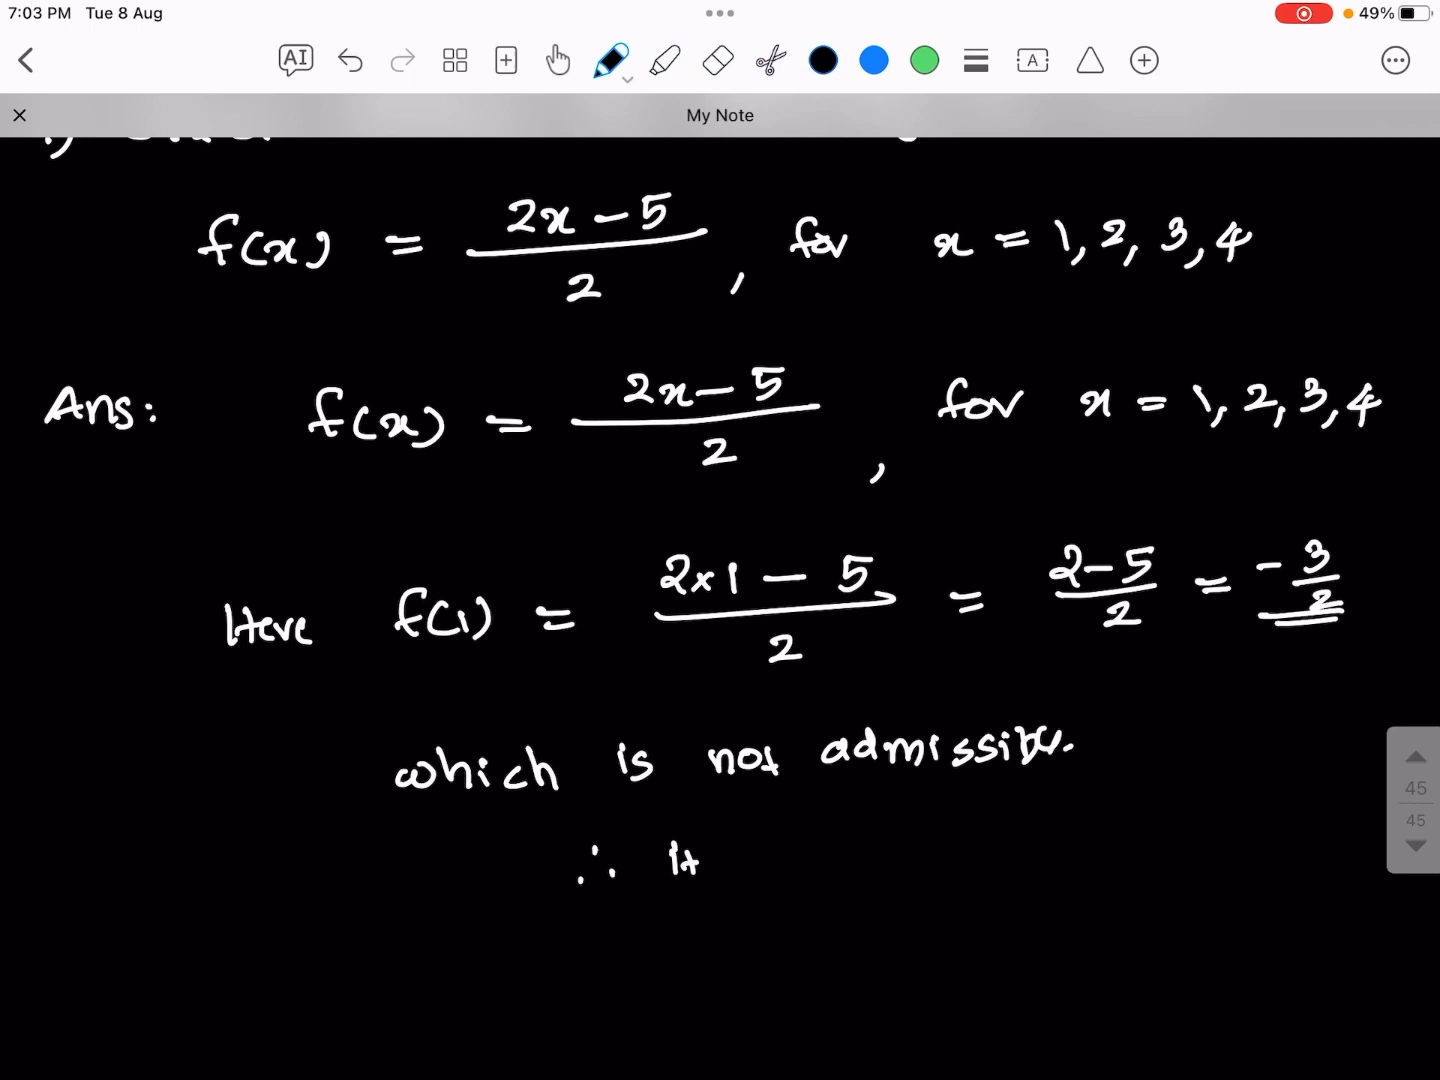 7:03 PM Tue 8 Aug
49%
AI
A
My Note
f(x) = 2x - 5 / 2, for x = 1, 2, 3, 4
Ans: f(x) = 2x - 5 / 2, for x = 1, 2, 3, 4
Here f(1) = 2×1 - 5 / 2 = 2-5 / 2 = -3/2
which is not admissible.
∴ it
45
45